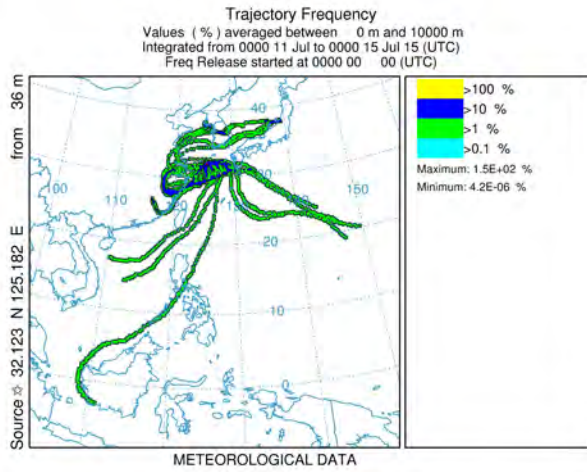 Trajectory Frequency
Values ( % ) averaged between 0 m and 10000 m
Integrated from 0000 11 Jul to 0000 15 Jul 15 (UTC)
Freq Release started at 0000 00 00 (UTC)
Source ☆ 32.123 N 125.182 E from 36 m
40
100
110
150
20
10
>100 %
>10 %
>1 %
>0.1 %
Maximum: 1.5E+02 %
Minimum: 4.2E-06 %
METEOROLOGICAL DATA